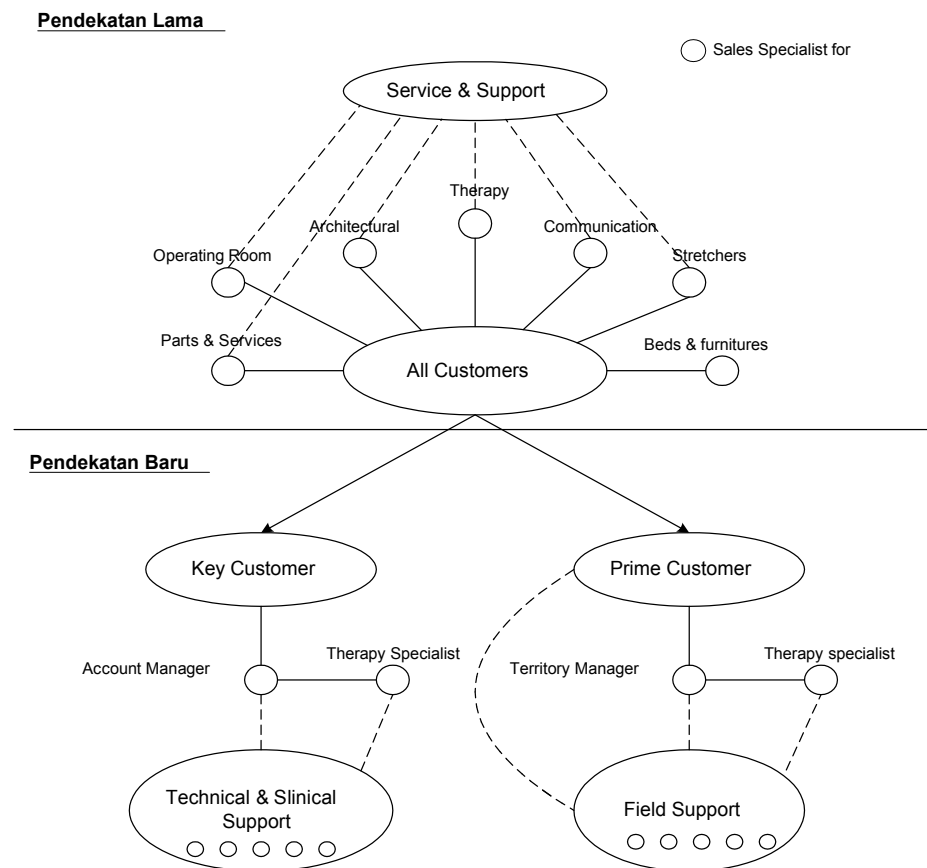 Pendekatan Lama
Sales Specialist for
Service & Support
Therapy
Architectural
Communication
Operating Room
Stretchers
Parts & Services
Beds & furnitures
All Customers
Pendekatan Baru
Key Customer
Prime Customer
Account Manager
Therapy Specialist
Territory Manager
Therapy specialist
Technical & Slinical
Support
Field Support